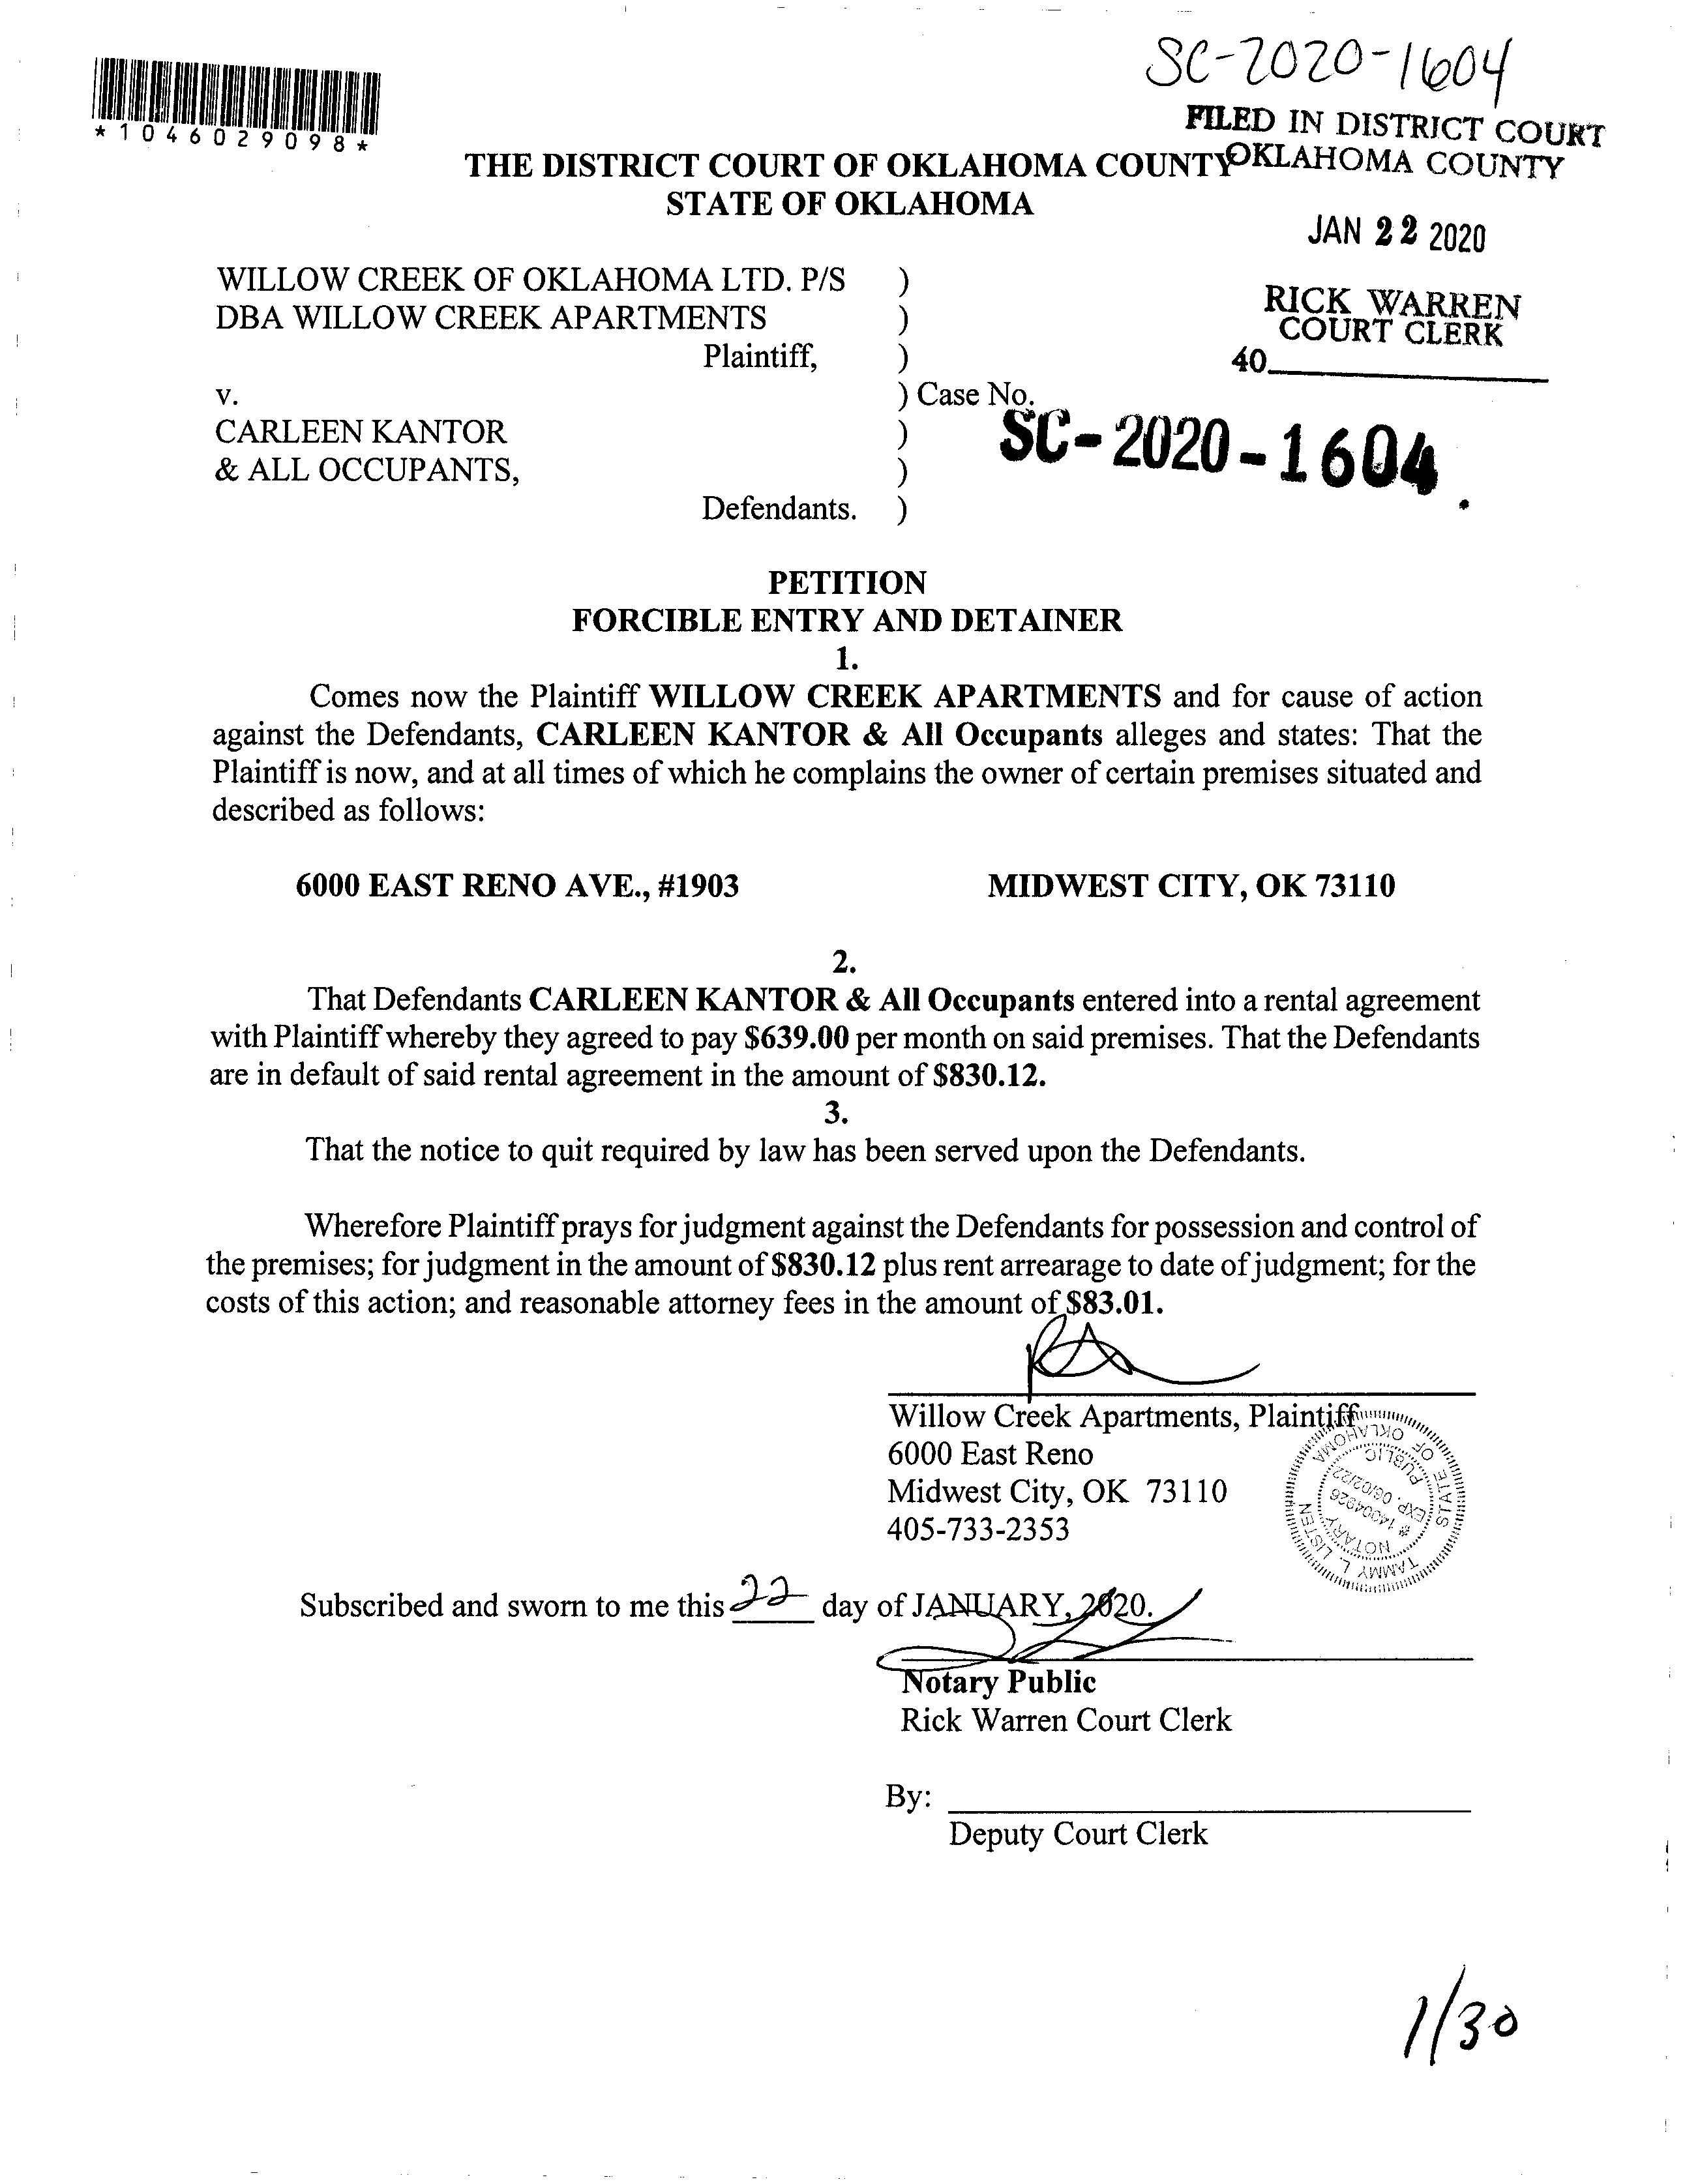 SC-2020-1604
*1046029098*
FILED IN DISTRICT COURT
OKLAHOMA COUNTY
THE DISTRICT COURT OF OKLAHOMA COUNTY
STATE OF OKLAHOMA
JAN 22 2020
WILLOW CREEK OF OKLAHOMA LTD. P/S )
DBA WILLOW CREEK APARTMENTS )
RICK WARREN
COURT CLERK
Plaintiff, )
40
v. ) Case No.
CARLEEN KANTOR )
SC-2020-1604.
& ALL OCCUPANTS, )
Defendants. )
PETITION
FORCIBLE ENTRY AND DETAINER
1.
Comes now the Plaintiff WILLOW CREEK APARTMENTS and for cause of action
against the Defendants, CARLEEN KANTOR & All Occupants alleges and states: That the
Plaintiff is now, and at all times of which he complains the owner of certain premises situated and
described as follows:
6000 EAST RENO AVE., #1903 MIDWEST CITY, OK 73110
2.
That Defendants CARLEEN KANTOR & All Occupants entered into a rental agreement
with Plaintiff whereby they agreed to pay $639.00 per month on said premises. That the Defendants
are in default of said rental agreement in the amount of $830.12.
3.
That the notice to quit required by law has been served upon the Defendants.
Wherefore Plaintiff prays for judgment against the Defendants for possession and control of
the premises; for judgment in the amount of $830.12 plus rent arrearage to date of judgment; for the
costs of this action; and reasonable attorney fees in the amount of $83.01.
Willow Creek Apartments, Plaintiff
6000 East Reno
Midwest City, OK 73110
405-733-2353
TAMMY L. LISTEN
STATE OF OKLAHOMA
NOTARY
# 14004926
EXP. 06/02/22
PUBLIC
Subscribed and sworn to me this 22 day of JANUARY, 2020.
Notary Public
Rick Warren Court Clerk
By:
Deputy Court Clerk
1/30